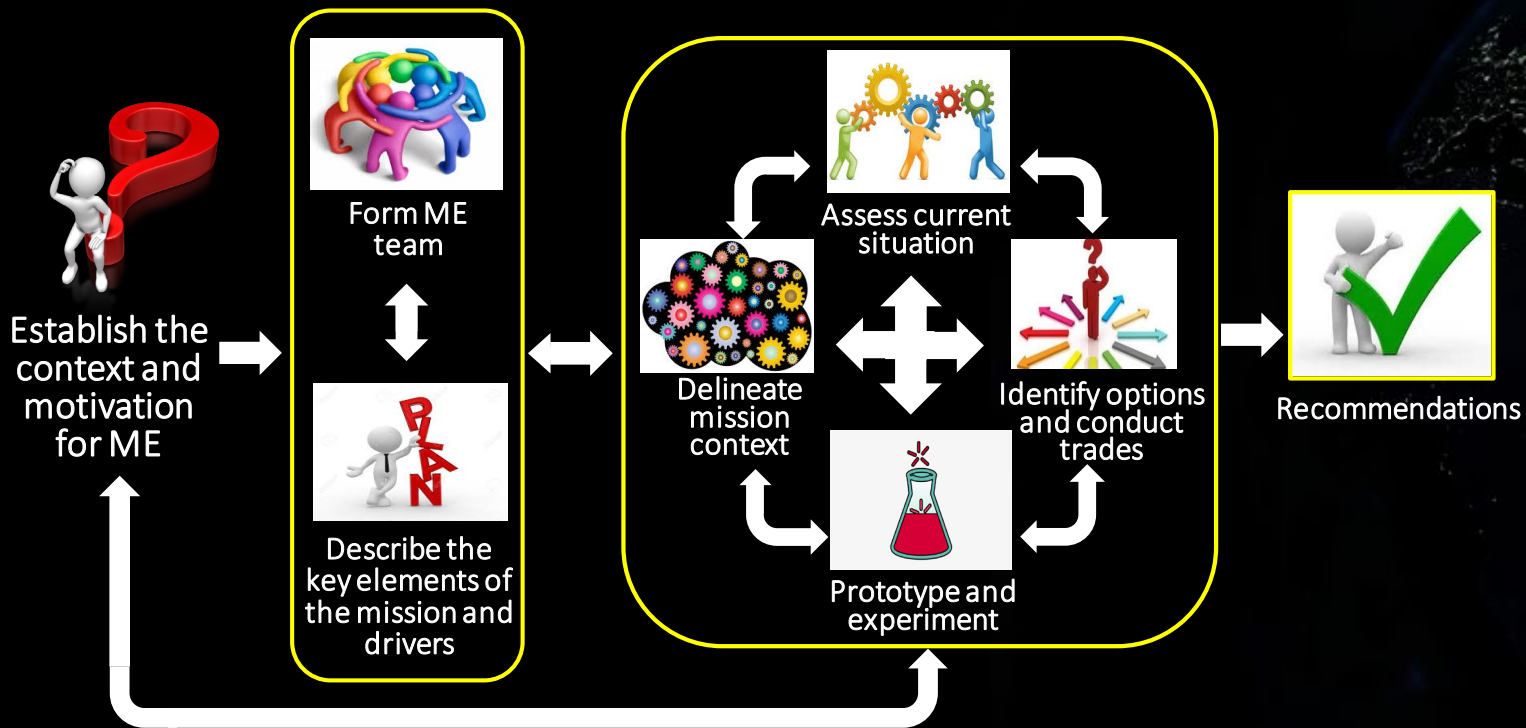 Establish the
context and
motivation
for ME
Form ME
team
PLAN
Describe the
key elements of
the mission and
drivers
Assess current
situation
Delineate
mission
context
Identify options
and conduct
trades
Prototype and
experiment
Recommendations